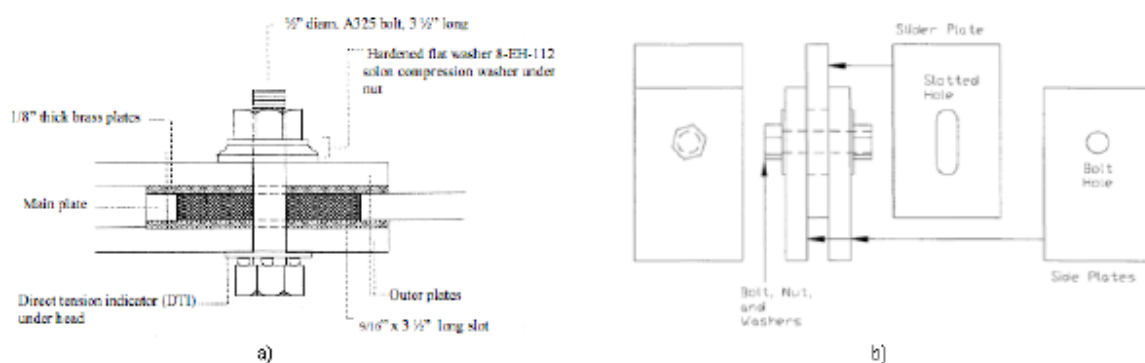 ½" diam. A325 bolt, 3 ½" long
Hardened flat washer 8-EH-112
solon compression washer under
nut
1/8" thick brass plates
Main plate
Direct tension indicator (DTI)
under head
Outer plates
9/16" x 3 ½" long slot
a)
Slider Plate
Slotted
Hole
Bolt
Hole
Side Plates
Bolt, Nut,
and
Washers
b)